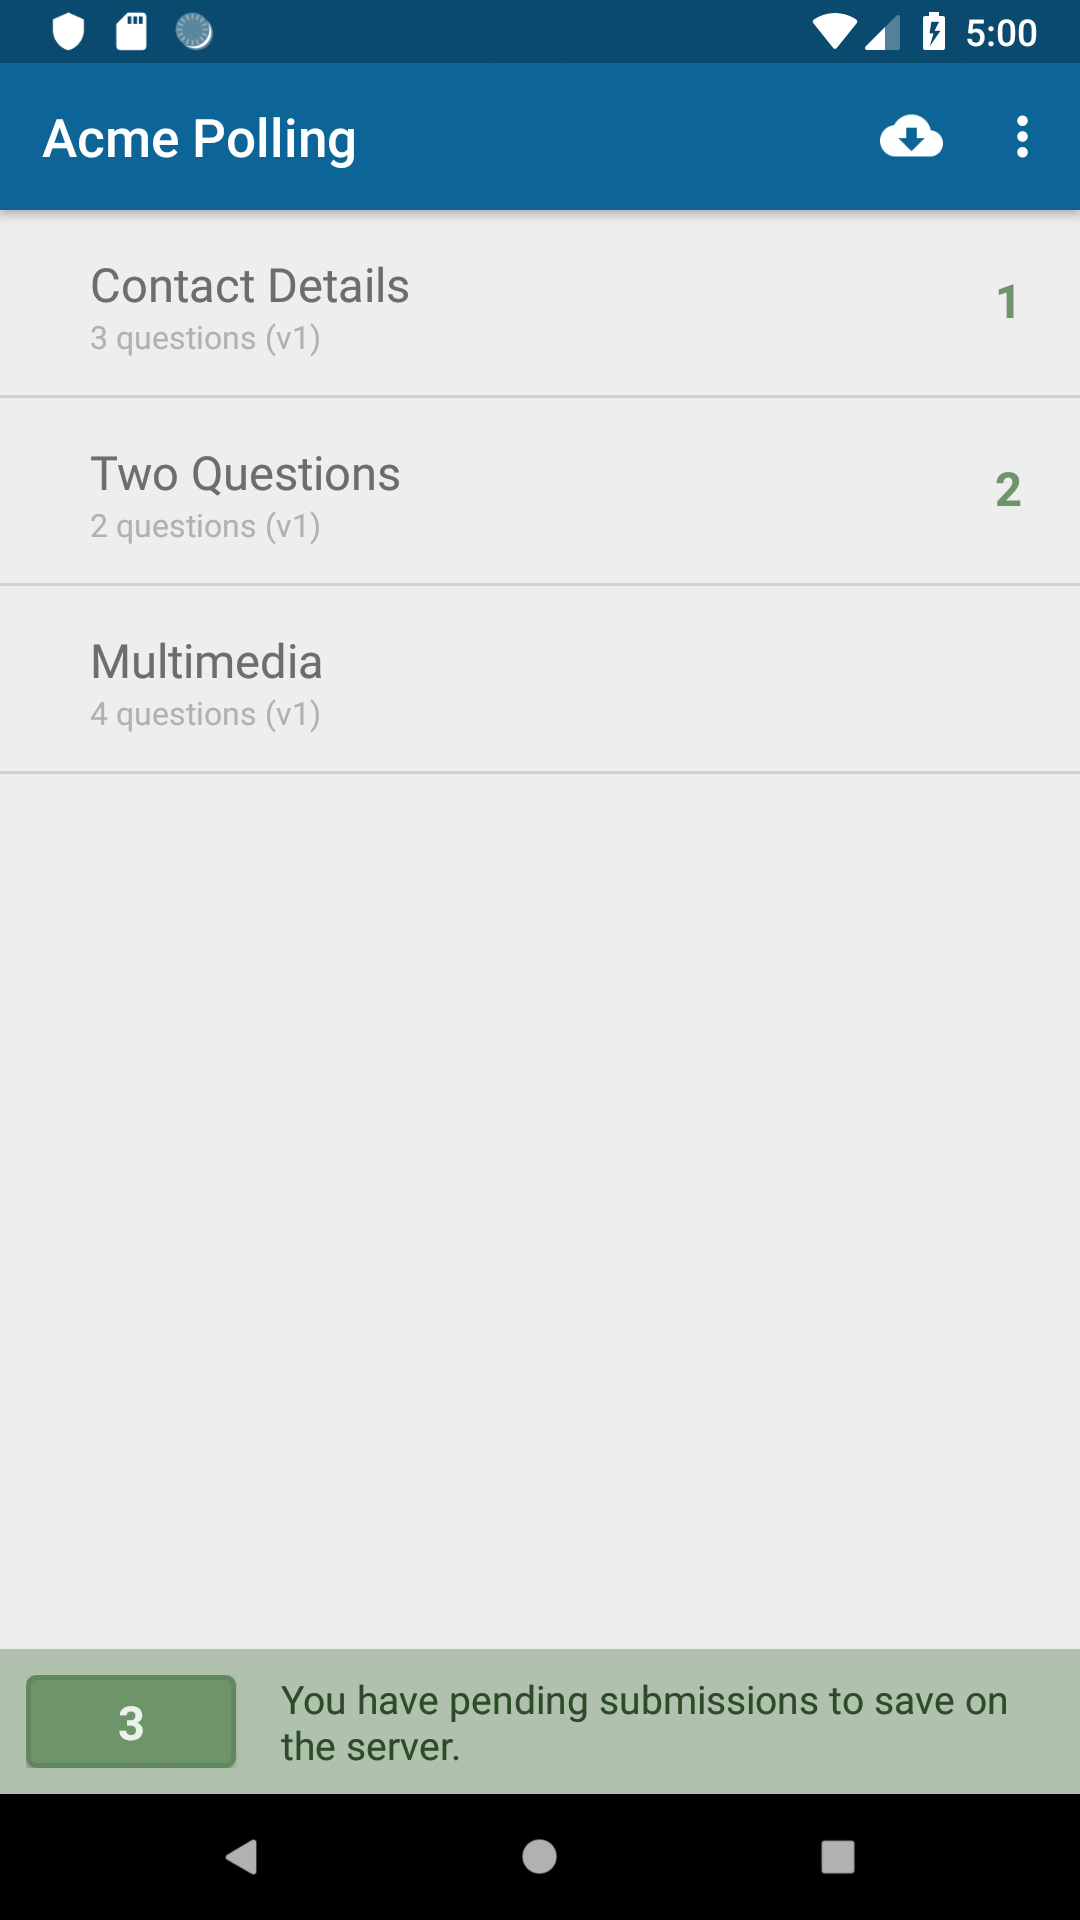 5:00
Acme Polling
Contact Details
1
3 questions (v1)
Two Questions
2
2 questions (v1)
Multimedia
4 questions (v1)
3
You have pending submissions to save on
the server.